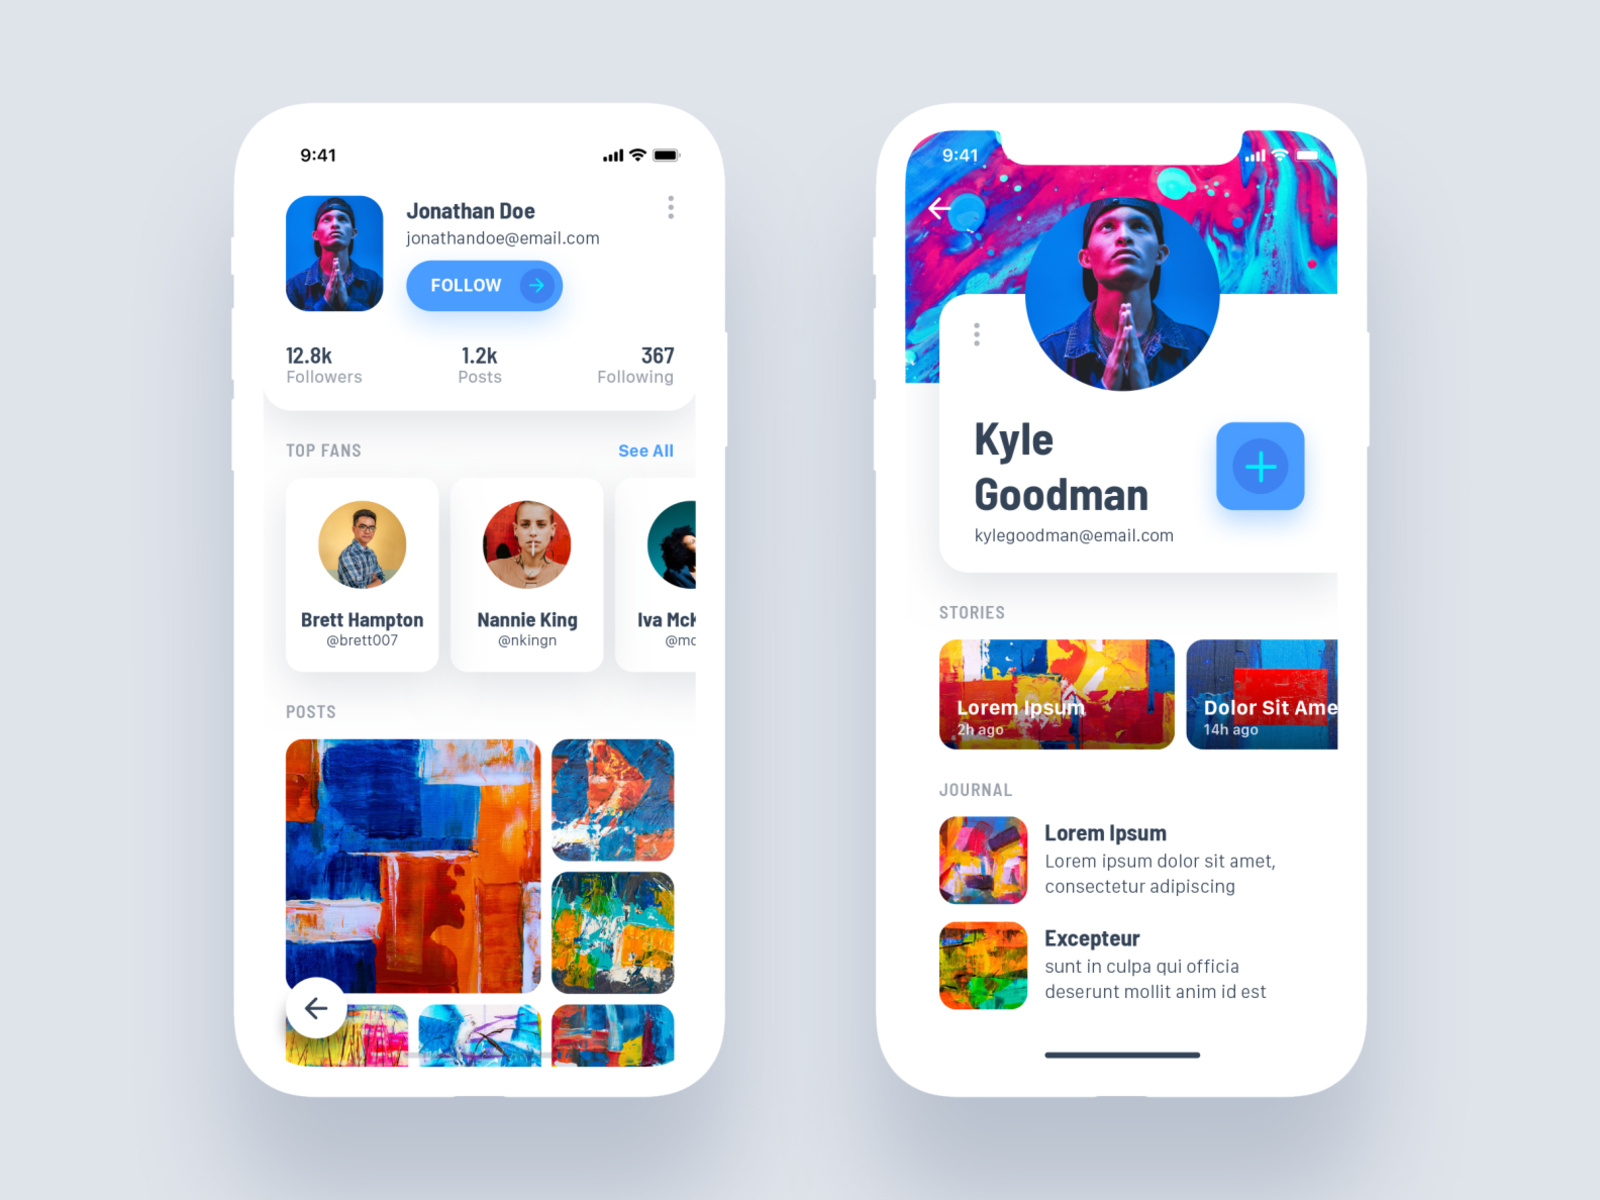 9:41
Jonathan Doe
jonathandoe@email.com
FOLLOW
12.8k 1.2k 367
Followers Posts Following
TOP FANS See All
Brett Hampton Nannie King Iva McK
@brett007 @nkingn @mc
POSTS
9:41
Kyle
Goodman
kylegoodman@email.com
STORIES
Lorem Ipsum Dolor Sit Ame
2h ago 14h ago
JOURNAL
Lorem Ipsum
Lorem ipsum dolor sit amet,
consectetur adipiscing
Excepteur
sunt in culpa qui officia
deserunt mollit anim id est